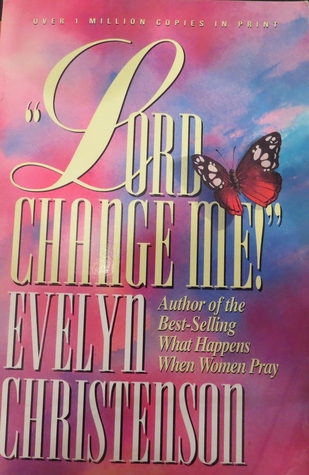 OVER 1 MILLION COPIES IN PRINT
"LORD
CHANGE ME!"
EVELYN
Author of the
Best-Selling
What Happens
When Women Pray
CHRISTENSON